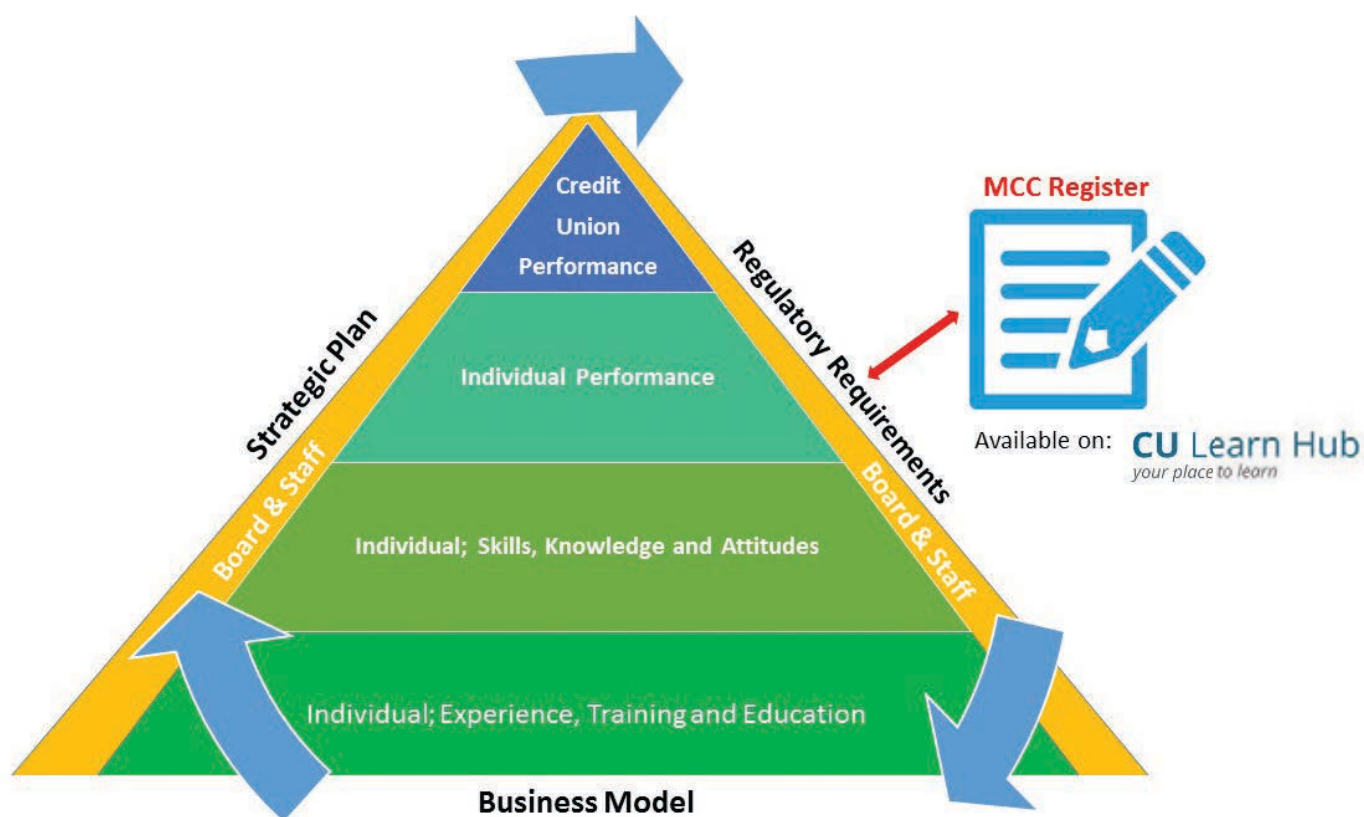 Credit
Union
Performance
Individual Performance
Individual; Skills, Knowledge and Attitudes
Individual; Experience, Training and Education
Strategic Plan
Board & Staff
Regulatory Requirements
Board & Staff
Business Model
MCC Register
Available on:
CU Learn Hub
your place to learn